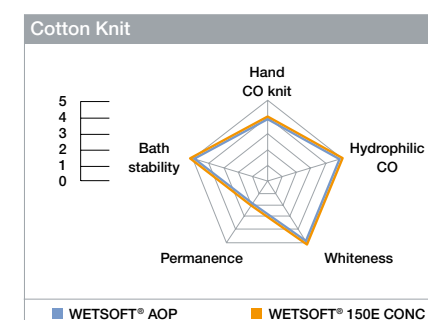 Cotton Knit
Hand
CO knit
5
4
3
2
1
0
Bath
stability
Hydrophilic
CO
Permanence
Whiteness
WETSOFT® AOP
WETSOFT® 150E CONC